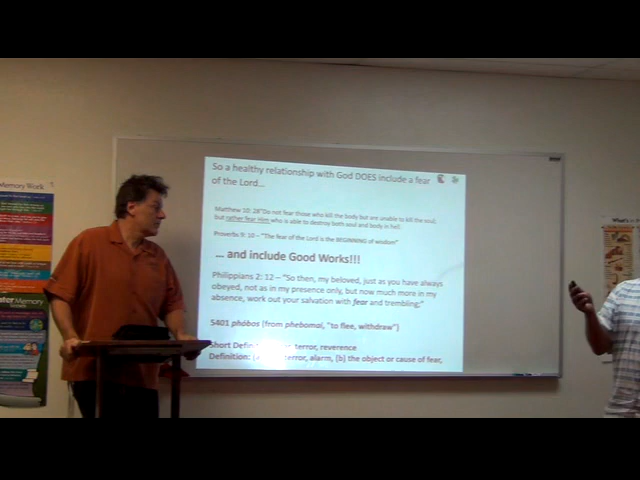 Memory Work
So a healthy relationship with God DOES include a fear
of the Lord...
Matthew 10: 28"Do not fear those who kill the body but are unable to kill the soul;
but rather fear Him who is able to destroy both soul and body in hell
Proverbs 9: 10 – "The fear of the Lord is the BEGINNING of wisdom"
... and include Good Works!!!
Philippians 2: 12 – "So then, my beloved, just as you have always
obeyed, not as in my presence only, but now much more in my
absence, work out your salvation with fear and trembling;"
5401 phóbos (from phebomai, "to flee, withdraw")
Short terror, reverence
Definition: terror, alarm, (b) the object or cause of fear,
Memory
What's